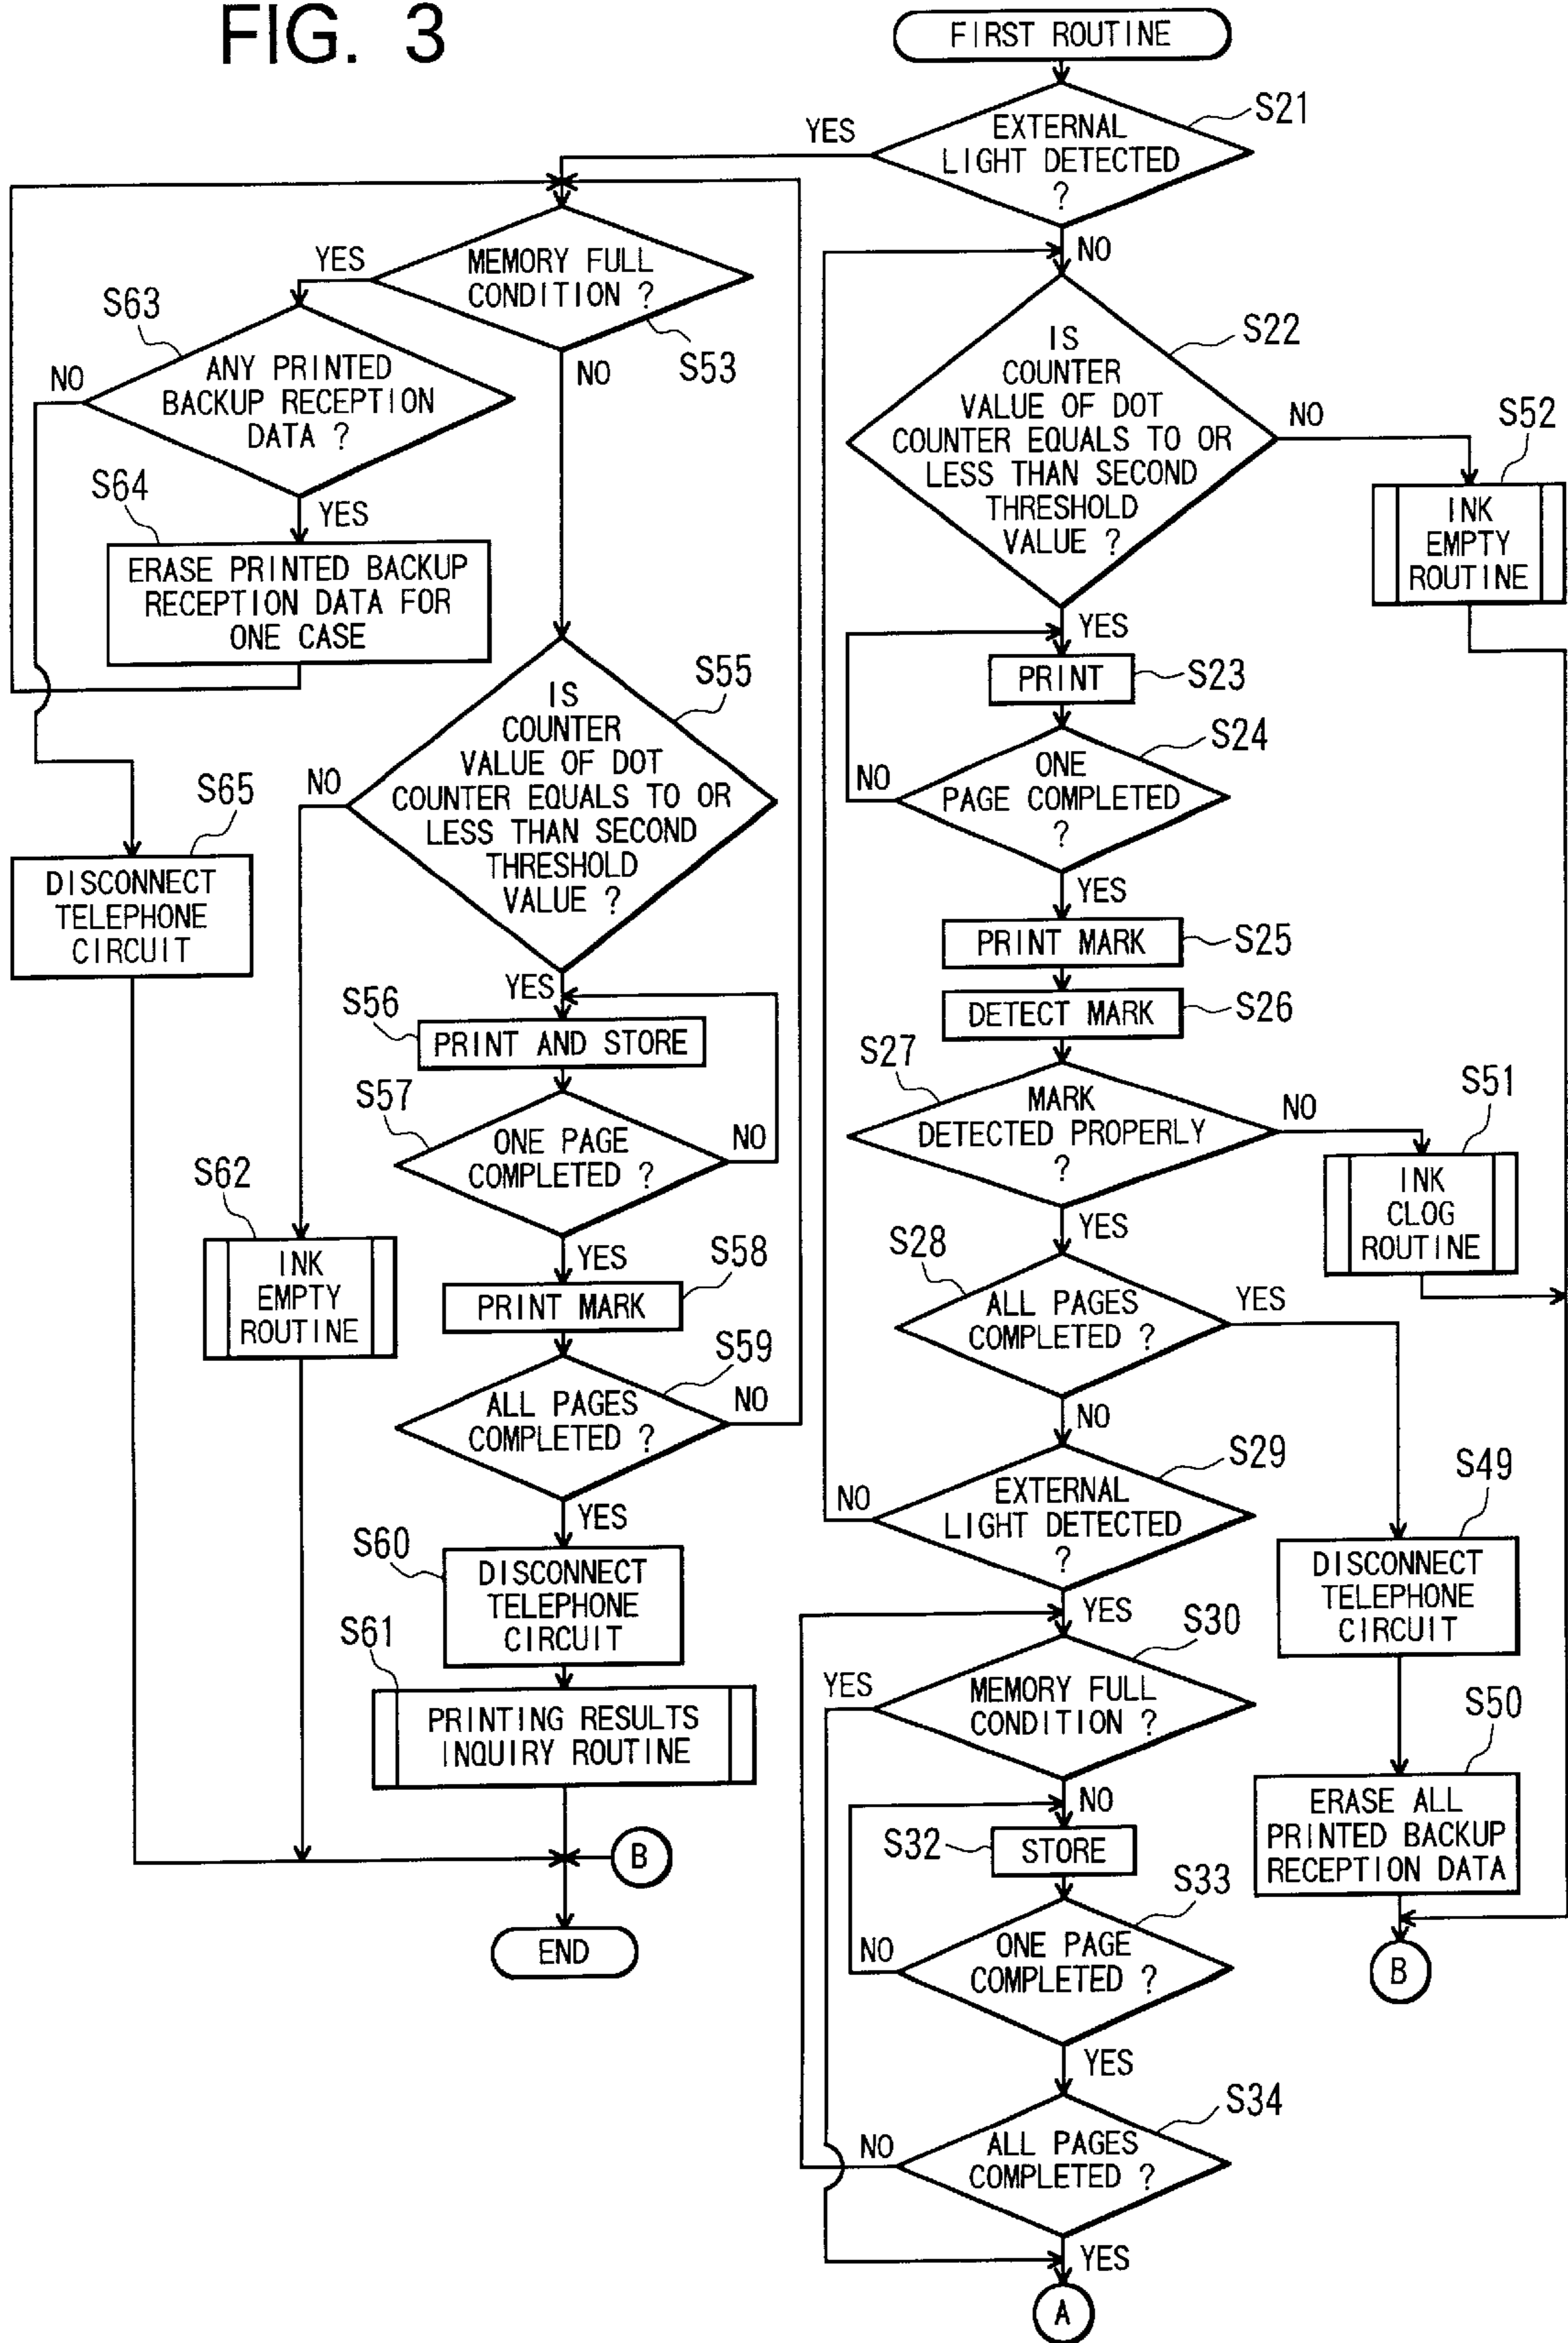 FIG. 3
FIRST ROUTINE
S21
EXTERNAL
LIGHT DETECTED
?
YES
NO
MEMORY FULL
CONDITION ?
S53
YES
NO
S63
ANY PRINTED
BACKUP RECEPTION
DATA ?
NO
YES
S64
ERASE PRINTED BACKUP
RECEPTION DATA FOR
ONE CASE
S65
DISCONNECT
TELEPHONE
CIRCUIT
S55
IS
COUNTER
VALUE OF DOT
COUNTER EQUALS TO OR
LESS THAN SECOND
THRESHOLD
VALUE ?
NO
YES
S56
PRINT AND STORE
S57
ONE PAGE
COMPLETED ?
NO
YES
S62
INK
EMPTY
ROUTINE
S58
PRINT MARK
S59
ALL PAGES
COMPLETED ?
NO
YES
S60
DISCONNECT
TELEPHONE
CIRCUIT
S61
PRINTING RESULTS
INQUIRY ROUTINE
B
END
S22
IS
COUNTER
VALUE OF DOT
COUNTER EQUALS TO OR
LESS THAN SECOND
THRESHOLD
VALUE ?
NO
YES
S52
INK
EMPTY
ROUTINE
PRINT
S23
S24
ONE
PAGE COMPLETED
?
NO
YES
PRINT MARK
S25
DETECT MARK
S26
S27
MARK
DETECTED PROPERLY
?
NO
YES
S51
INK
CLOG
ROUTINE
S28
ALL PAGES
COMPLETED ?
YES
NO
S29
EXTERNAL
LIGHT DETECTED
?
NO
YES
S49
DISCONNECT
TELEPHONE
CIRCUIT
S50
ERASE ALL
PRINTED BACKUP
RECEPTION DATA
B
S30
MEMORY FULL
CONDITION ?
YES
NO
S32
STORE
S33
ONE PAGE
COMPLETED ?
NO
YES
S34
ALL PAGES
COMPLETED ?
NO
YES
A